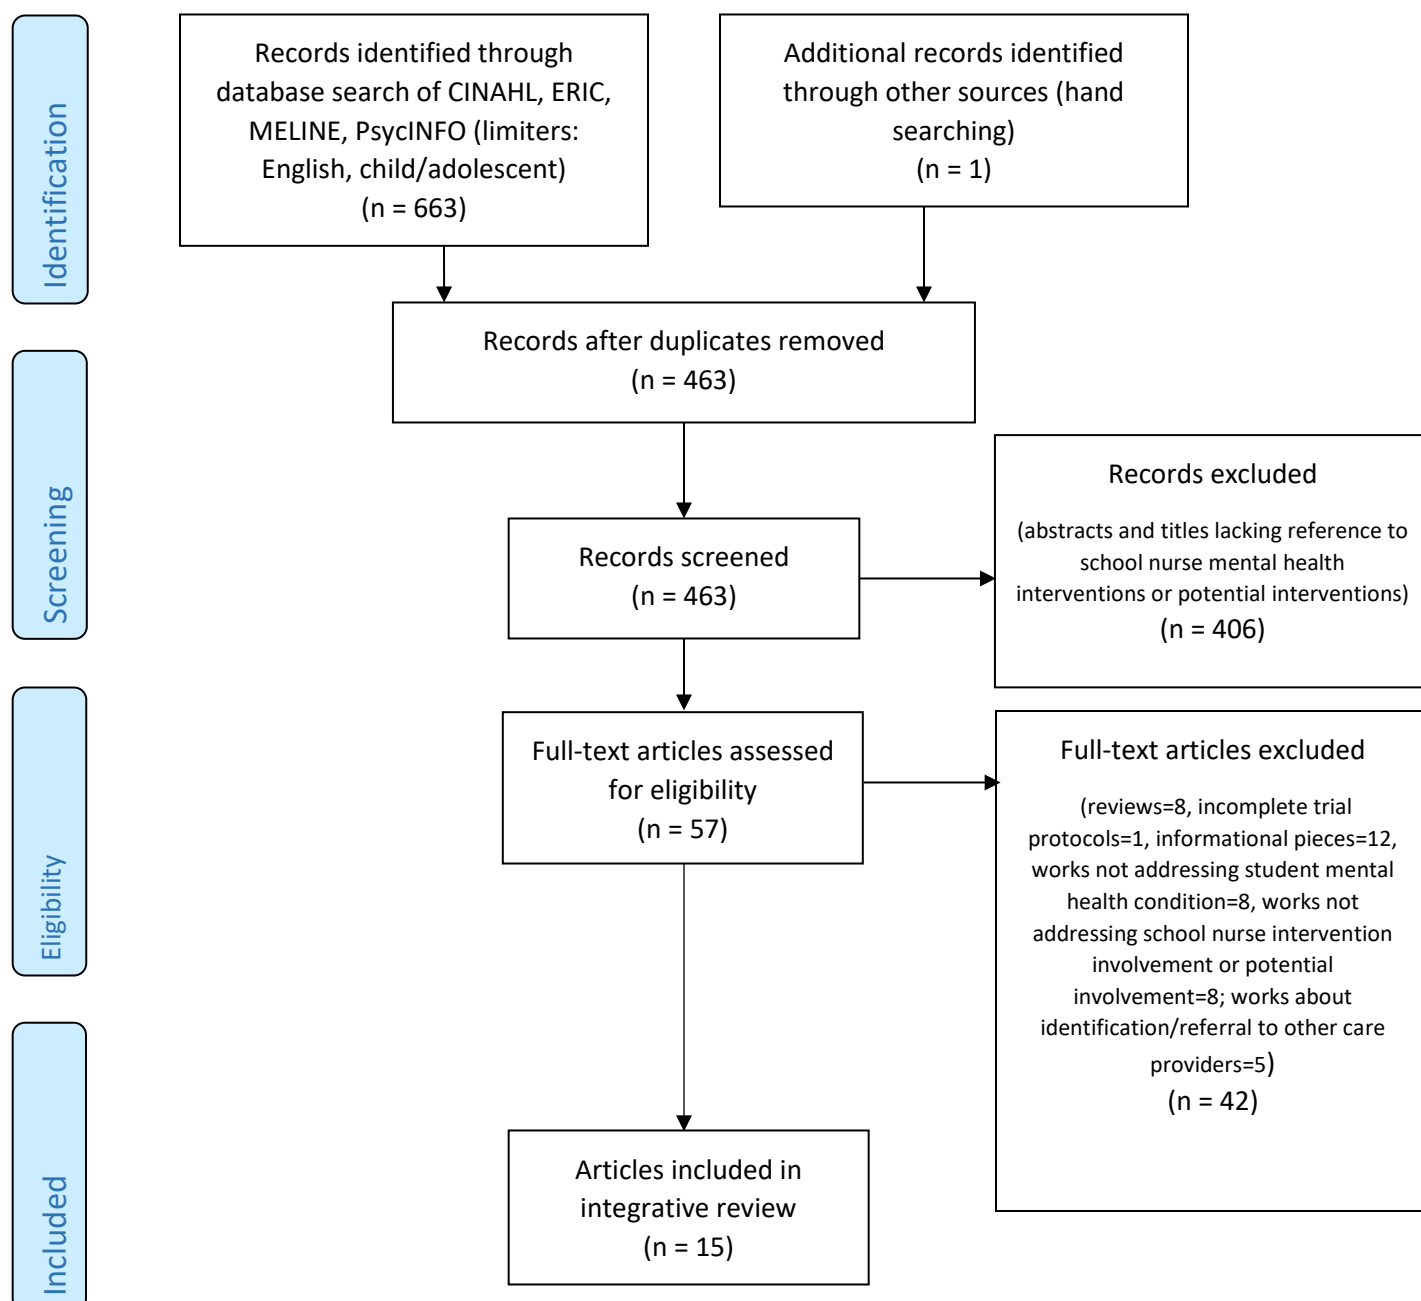 Identification
Records identified through
database search of CINAHL, ERIC,
MELINE, PsycINFO (limiters:
English, child/adolescent)
(n = 663)
Additional records identified
through other sources (hand
searching)
(n = 1)
Records after duplicates removed
(n = 463)
Screening
Records screened
(n = 463)
Records excluded
(abstracts and titles lacking reference to
school nurse mental health
interventions or potential interventions)
(n = 406)
Eligibility
Full-text articles assessed
for eligibility
(n = 57)
Full-text articles excluded
(reviews=8, incomplete trial
protocols=1, informational pieces=12,
works not addressing student mental
health condition=8, works not
addressing school nurse intervention
involvement or potential
involvement=8; works about
identification/referral to other care
providers=5)
(n = 42)
Included
Articles included in
integrative review
(n = 15)